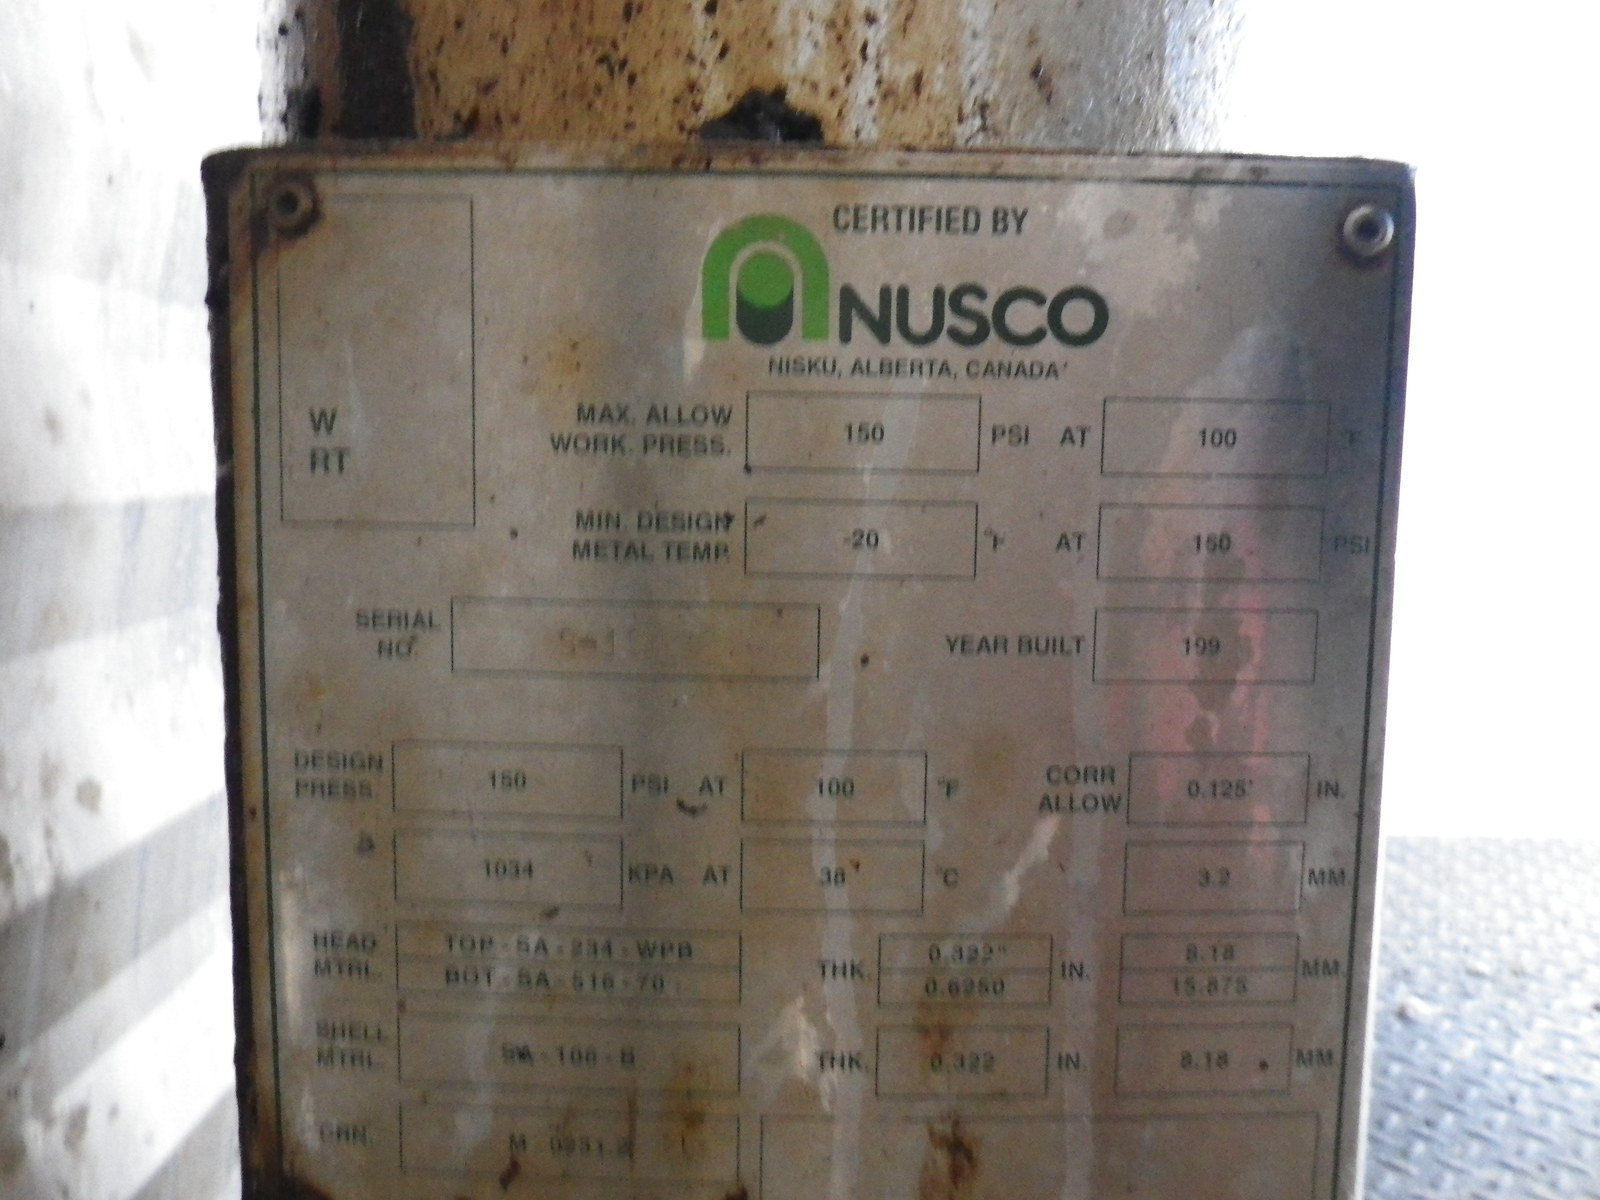 CERTIFIED BY
NUSCO
NISKU, ALBERTA, CANADA
W
RT
MAX. ALLOW WORK. PRESS. 150 PSI AT 100 °F
MIN. DESIGN METAL TEMP. -20 °F AT 150 PSI
SERIAL NO.
YEAR BUILT 199
DESIGN PRESS. 150 PSI AT 100 °F
CORR ALLOW 0.125" IN.
1034 KPA AT 38 °C 3.2 MM.
HEAD MTRL. TOP - SA - 234 - WPB THK. 0.322" IN. 8.18 MM.
BOT - SA - 516 - 70 0.6250 15.875
SHELL MTRL. SA - 106 - B THK. 0.322 IN. 8.18 MM.
CRN. M 0231.2